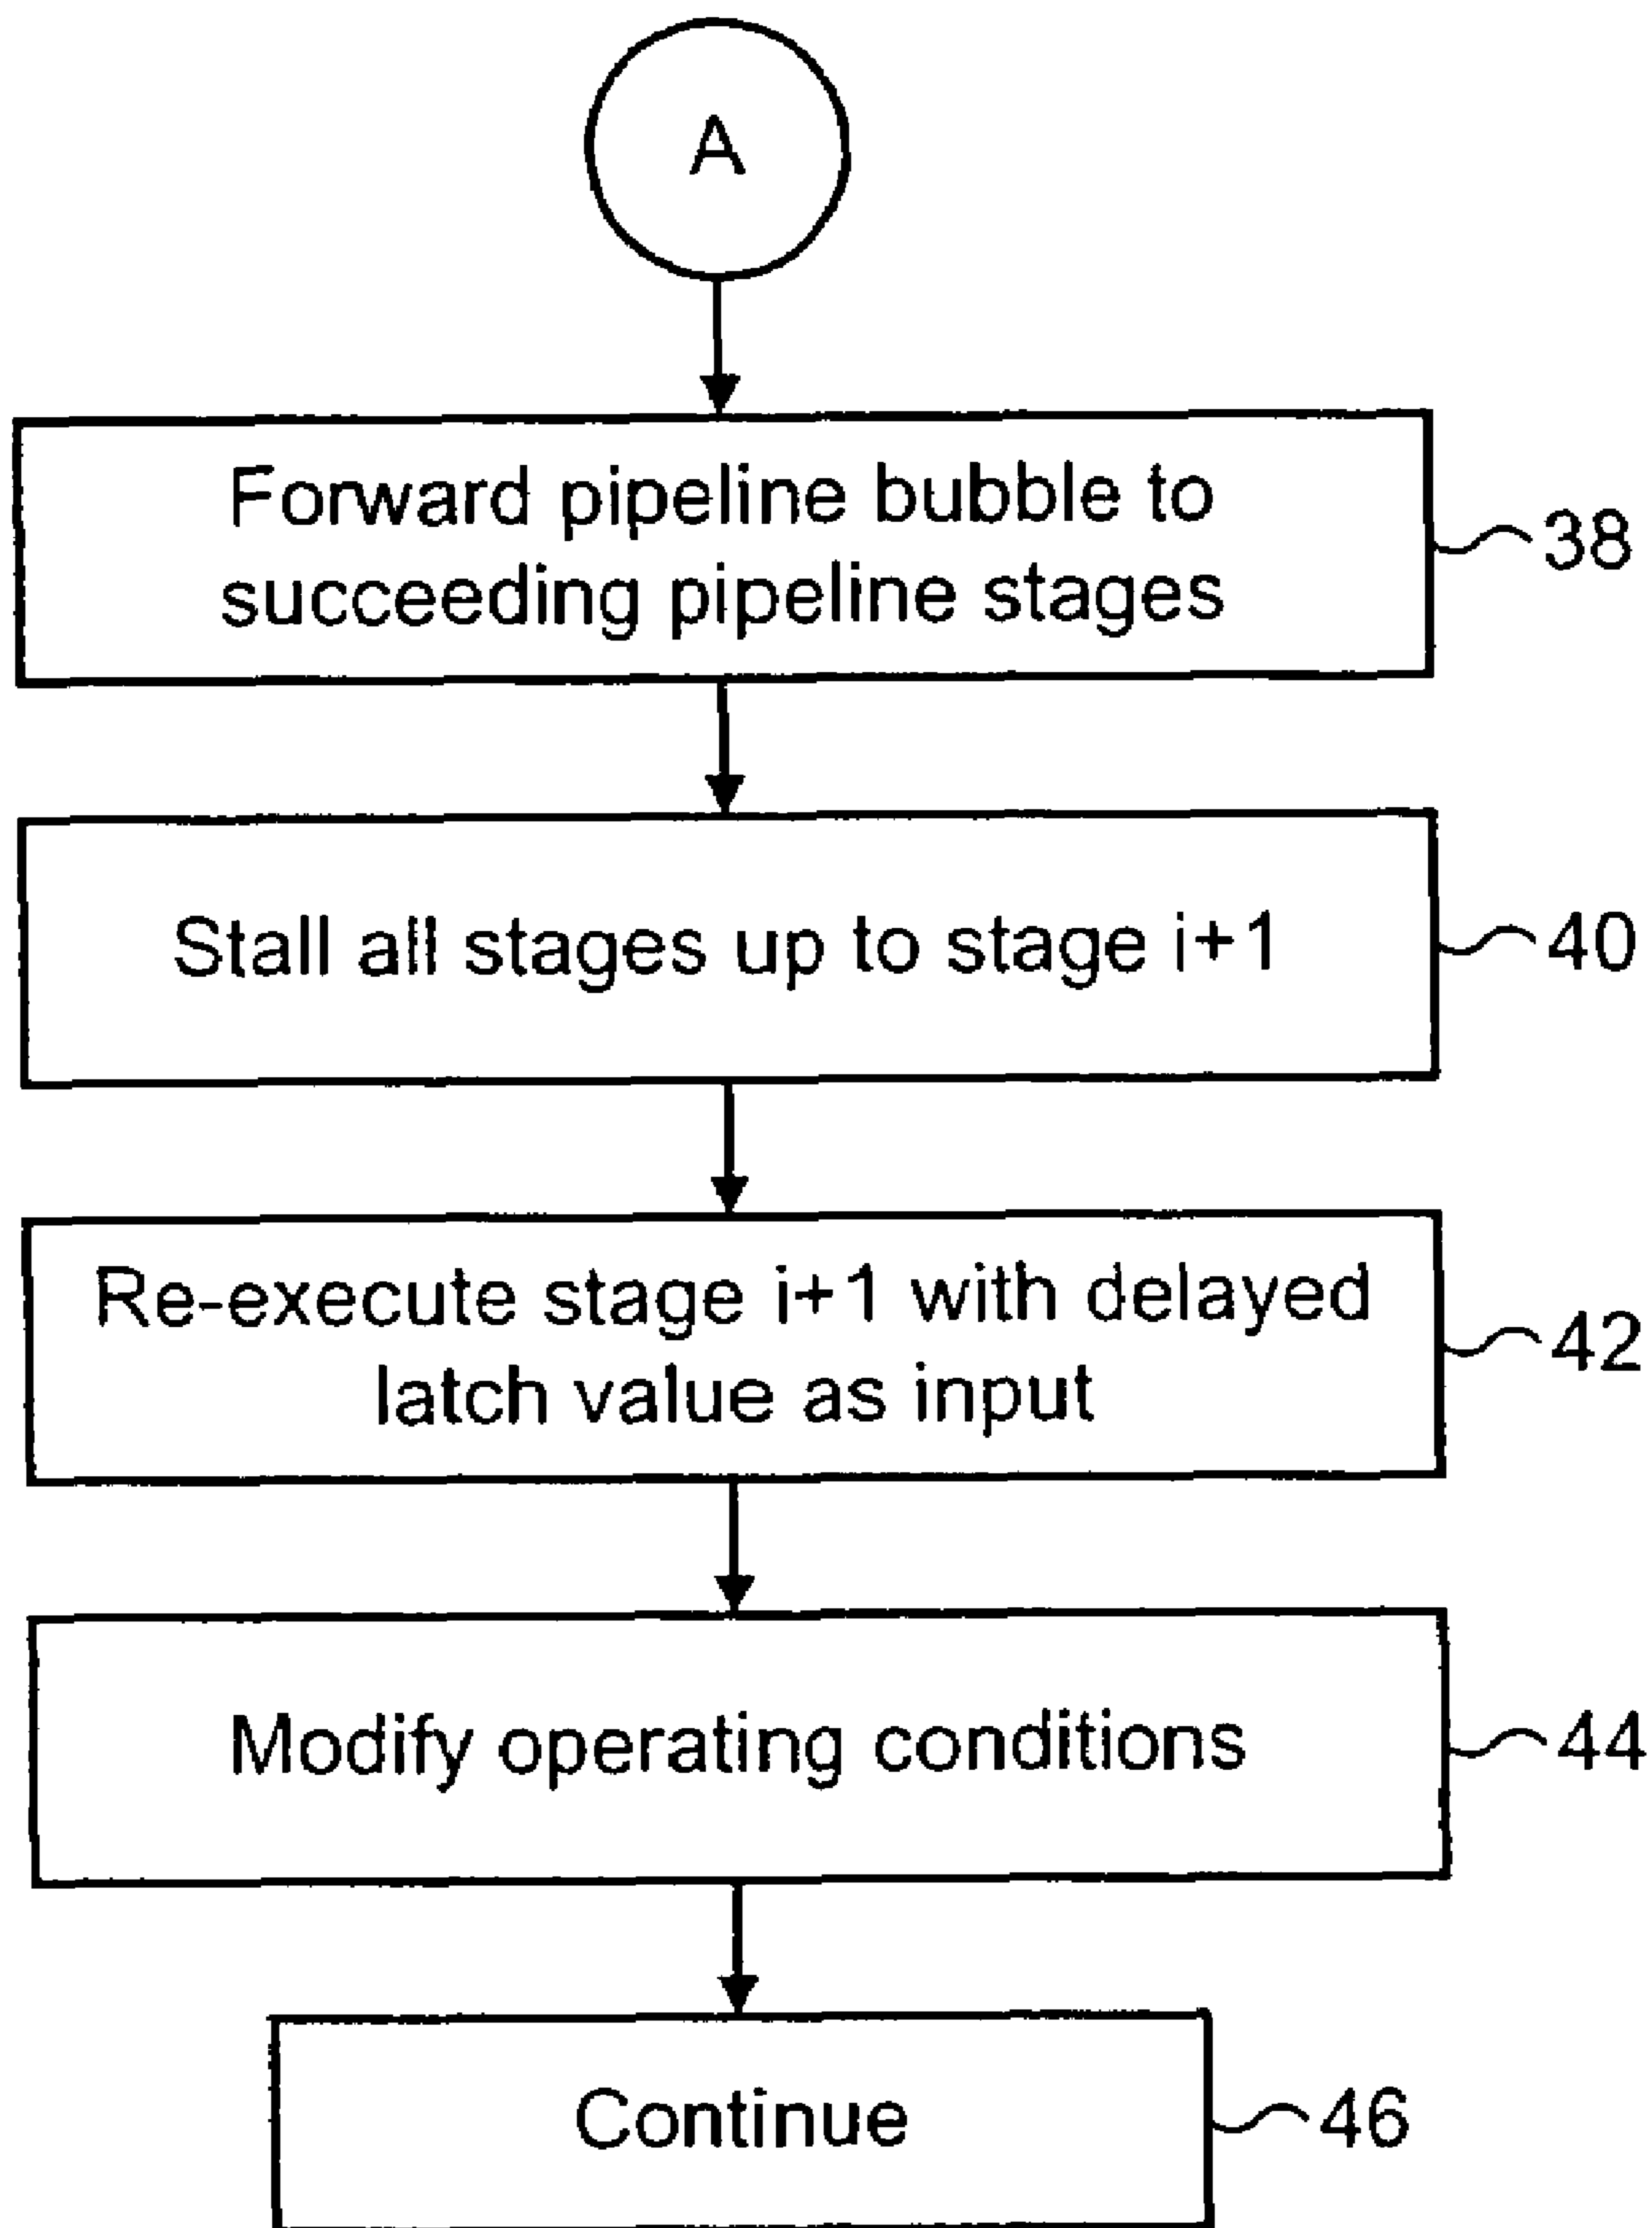 A
Forward pipeline bubble to
succeeding pipeline stages
38
Stall all stages up to stage i+1
40
Re-execute stage i+1 with delayed
latch value as input
42
Modify operating conditions
44
Continue
46